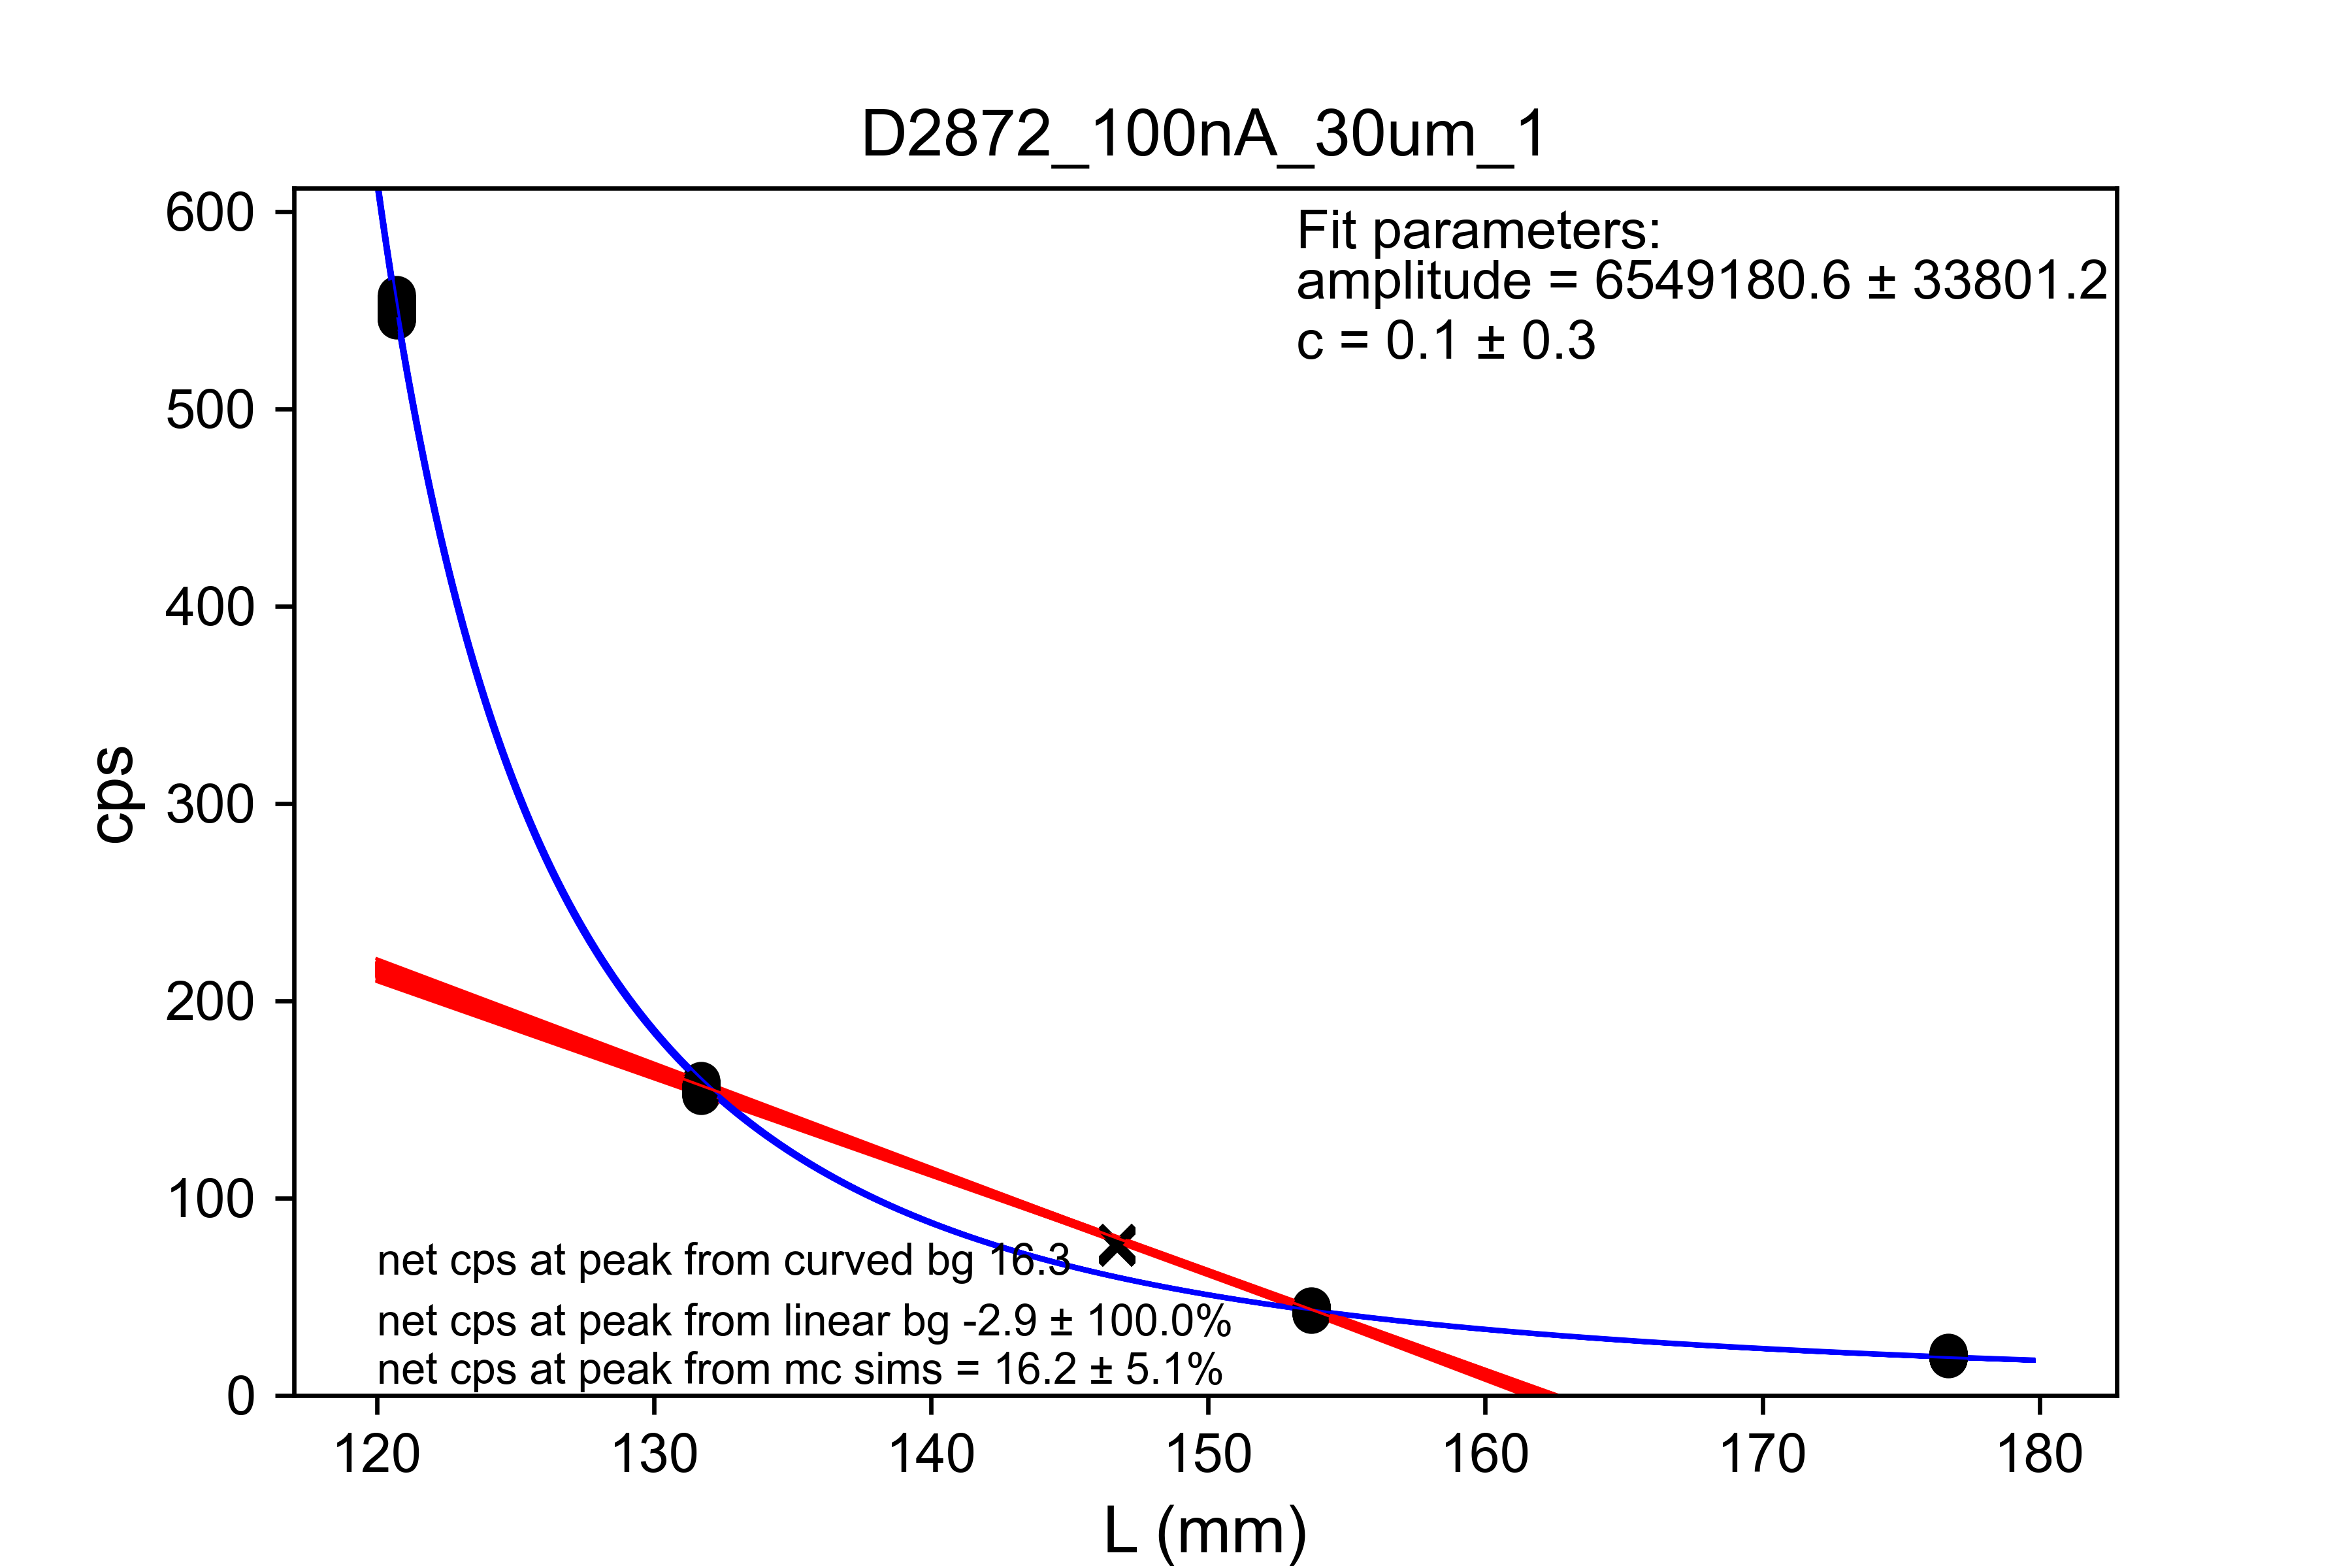 D2872_100nA_30um_1
Fit parameters:
amplitude = 6549180.6 ± 33801.2
c = 0.1 ± 0.3
600
500
400
300
200
100
0
cps
net cps at peak from curved bg 16.3
net cps at peak from linear bg -2.9 ± 100.0%
net cps at peak from mc sims = 16.2 ± 5.1%
120 130 140 150 160 170 180
L (mm)